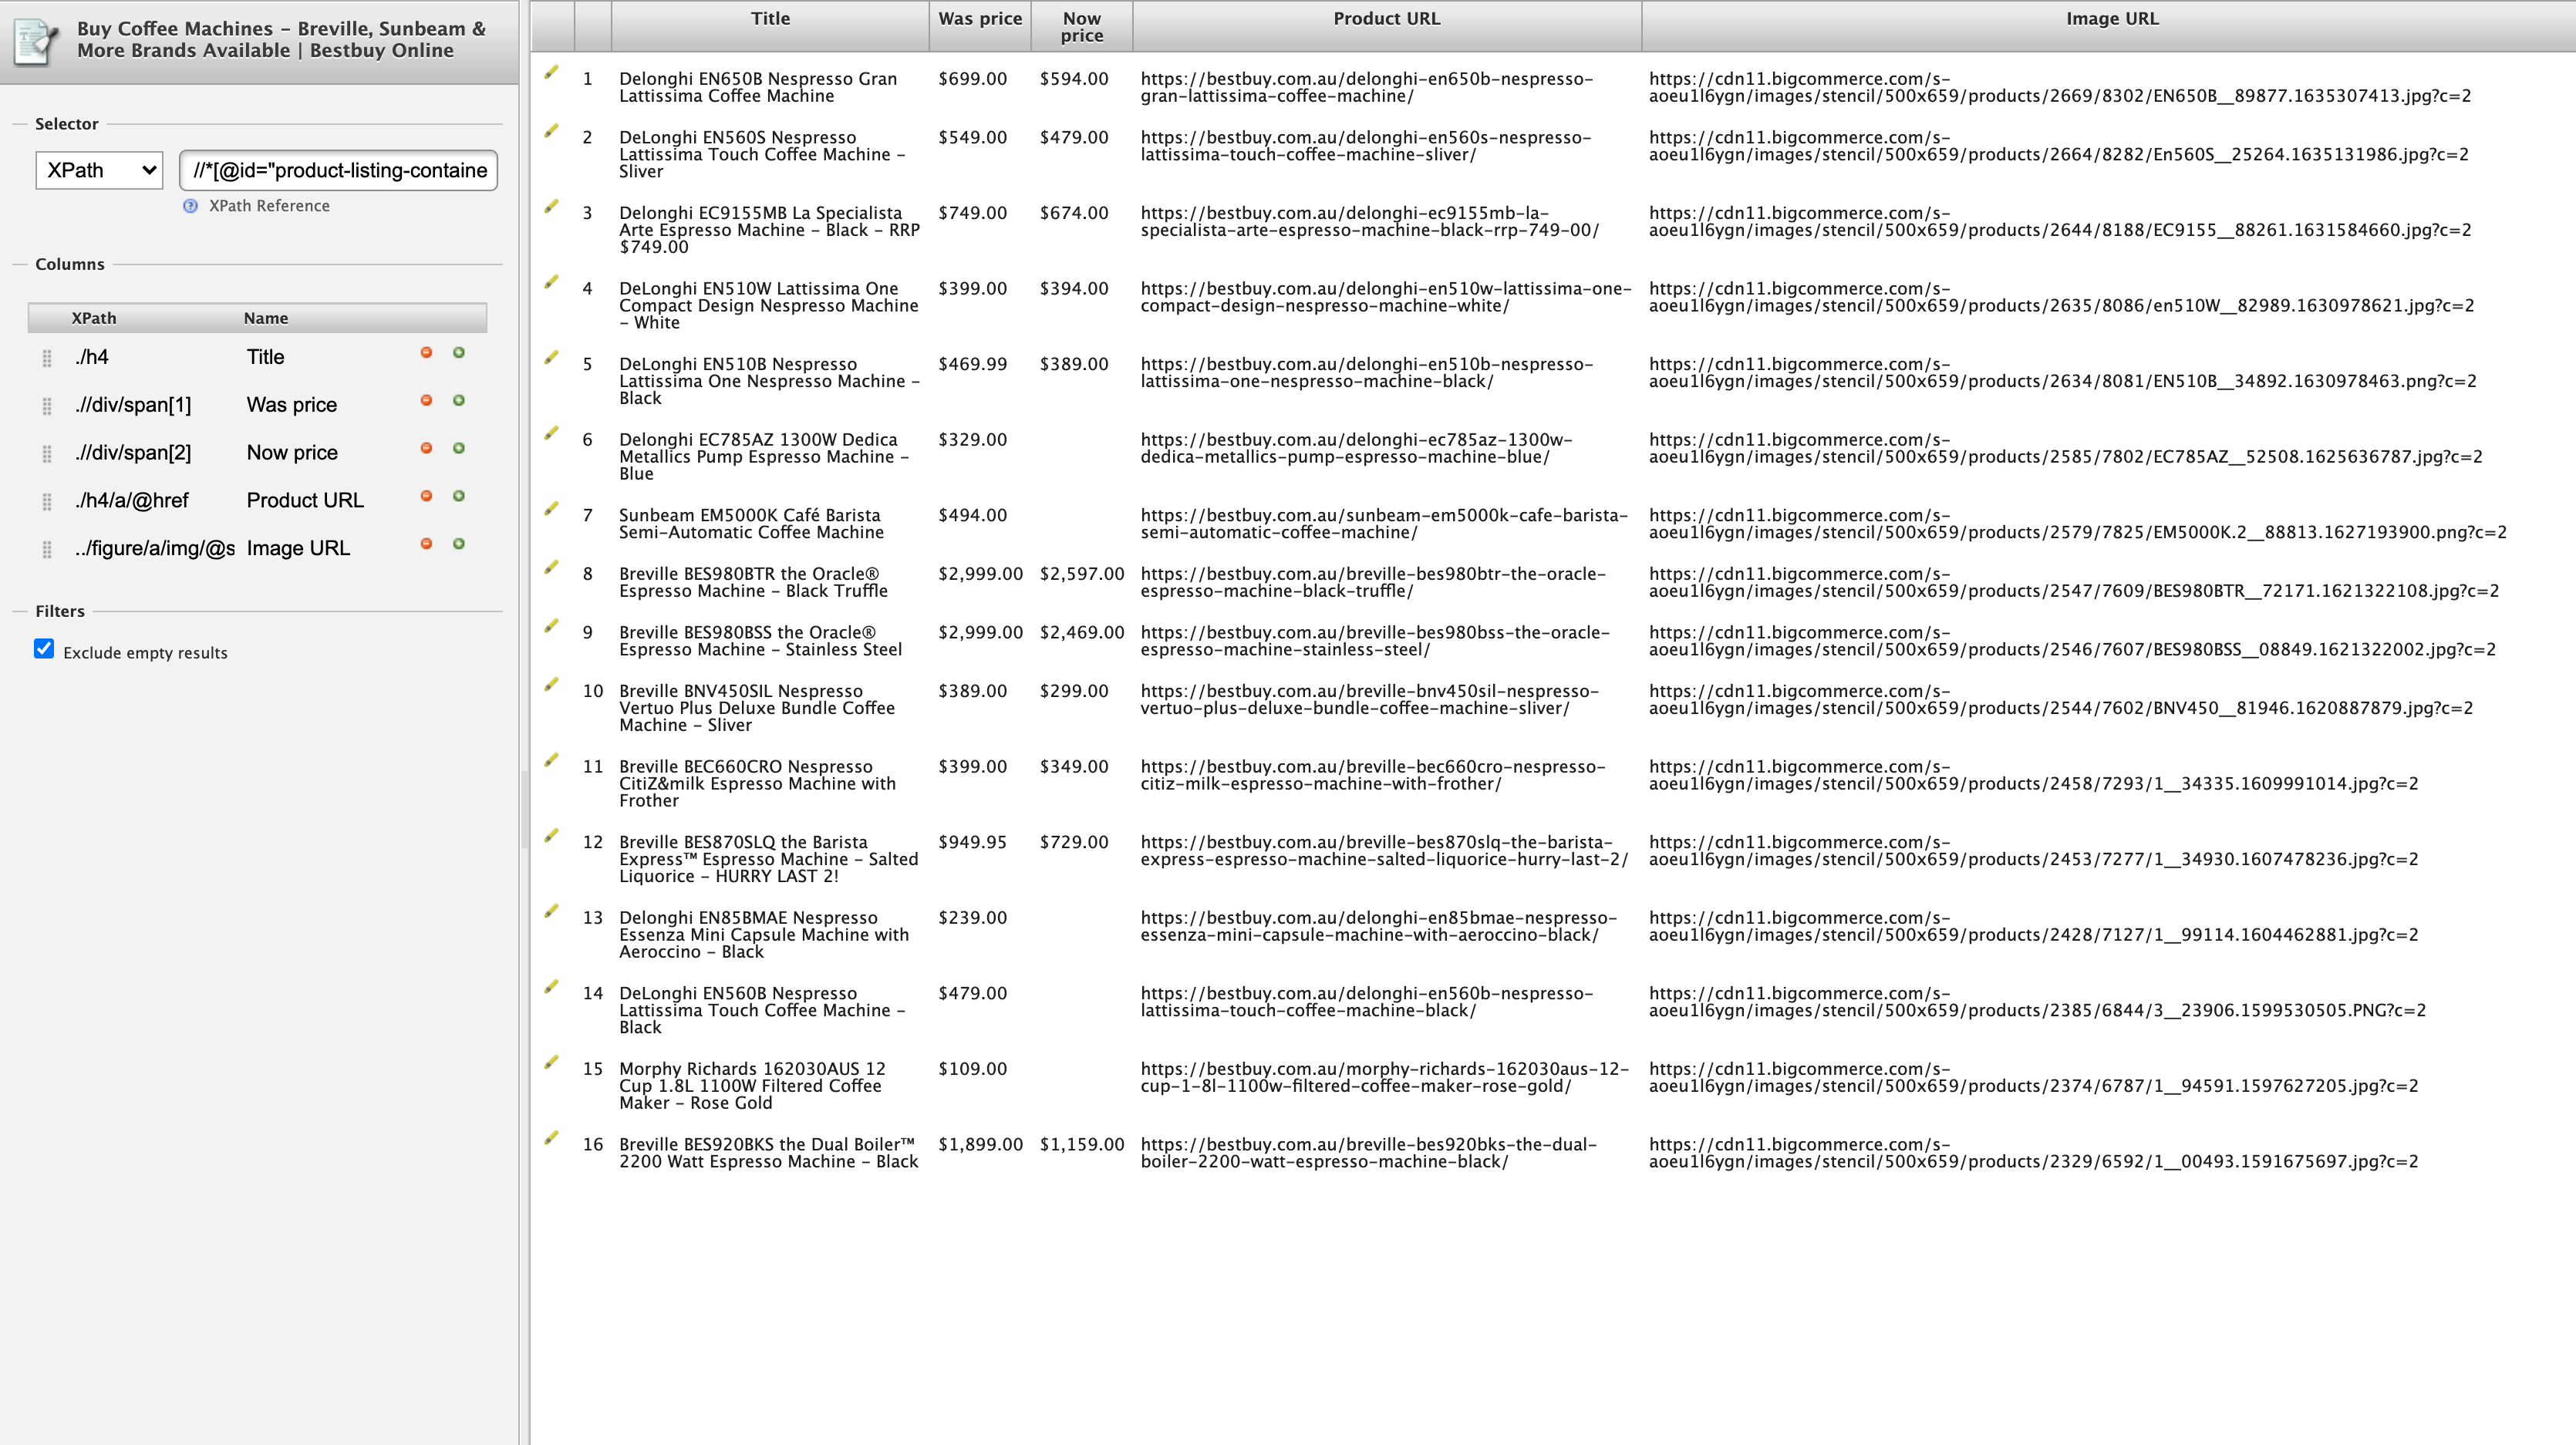 Buy Coffee Machines – Breville, Sunbeam &
More Brands Available | Bestbuy Online
Selector
XPath
//*[@id="product-listing-containe
XPath Reference
Columns
XPath Name
./h4 Title
.//div/span[1] Was price
.//div/span[2] Now price
./h4/a/@href Product URL
../figure/a/img/@s Image URL
Filters
Exclude empty results
Title Was price Now Product URL Image URL
price
1 Delonghi EN650B Nespresso Gran $699.00 $594.00 https://bestbuy.com.au/delonghi-en650b-nespresso- https://cdn11.bigcommerce.com/s-
Lattissima Coffee Machine gran-lattissima-coffee-machine/ aoeu1l6ygn/images/stencil/500x659/products/2669/8302/EN650B__89877.1635307413.jpg?c=2
2 DeLonghi EN560S Nespresso $549.00 $479.00 https://bestbuy.com.au/delonghi-en560s-nespresso- https://cdn11.bigcommerce.com/s-
Lattissima Touch Coffee Machine – lattissima-touch-coffee-machine-sliver/ aoeu1l6ygn/images/stencil/500x659/products/2664/8282/En560S__25264.1635131986.jpg?c=2
Sliver
3 Delonghi EC9155MB La Specialista $749.00 $674.00 https://bestbuy.com.au/delonghi-ec9155mb-la- https://cdn11.bigcommerce.com/s-
Arte Espresso Machine – Black – RRP specialista-arte-espresso-machine-black-rrp-749-00/ aoeu1l6ygn/images/stencil/500x659/products/2644/8188/EC9155__88261.1631584660.jpg?c=2
$749.00
4 DeLonghi EN510W Lattissima One $399.00 $394.00 https://bestbuy.com.au/delonghi-en510w-lattissima-one- https://cdn11.bigcommerce.com/s-
Compact Design Nespresso Machine compact-design-nespresso-machine-white/ aoeu1l6ygn/images/stencil/500x659/products/2635/8086/en510W__82989.1630978621.jpg?c=2
– White
5 DeLonghi EN510B Nespresso $469.99 $389.00 https://bestbuy.com.au/delonghi-en510b-nespresso- https://cdn11.bigcommerce.com/s-
Lattissima One Nespresso Machine – lattissima-one-nespresso-machine-black/ aoeu1l6ygn/images/stencil/500x659/products/2634/8081/EN510B__34892.1630978463.png?c=2
Black
6 Delonghi EC785AZ 1300W Dedica $329.00 https://bestbuy.com.au/delonghi-ec785az-1300w- https://cdn11.bigcommerce.com/s-
Metallics Pump Espresso Machine – dedica-metallics-pump-espresso-machine-blue/ aoeu1l6ygn/images/stencil/500x659/products/2585/7802/EC785AZ__52508.1625636787.jpg?c=2
Blue
7 Sunbeam EM5000K Café Barista $494.00 https://bestbuy.com.au/sunbeam-em5000k-cafe-barista- https://cdn11.bigcommerce.com/s-
Semi-Automatic Coffee Machine semi-automatic-coffee-machine/ aoeu1l6ygn/images/stencil/500x659/products/2579/7825/EM5000K.2__88813.1627193900.png?c=2
8 Breville BES980BTR the Oracle® $2,999.00 $2,597.00 https://bestbuy.com.au/breville-bes980btr-the-oracle- https://cdn11.bigcommerce.com/s-
Espresso Machine – Black Truffle espresso-machine-black-truffle/ aoeu1l6ygn/images/stencil/500x659/products/2547/7609/BES980BTR__72171.1621322108.jpg?c=2
9 Breville BES980BSS the Oracle® $2,999.00 $2,469.00 https://bestbuy.com.au/breville-bes980bss-the-oracle- https://cdn11.bigcommerce.com/s-
Espresso Machine – Stainless Steel espresso-machine-stainless-steel/ aoeu1l6ygn/images/stencil/500x659/products/2546/7607/BES980BSS__08849.1621322002.jpg?c=2
10 Breville BNV450SIL Nespresso $389.00 $299.00 https://bestbuy.com.au/breville-bnv450sil-nespresso- https://cdn11.bigcommerce.com/s-
Vertuo Plus Deluxe Bundle Coffee vertuo-plus-deluxe-bundle-coffee-machine-sliver/ aoeu1l6ygn/images/stencil/500x659/products/2544/7602/BNV450__81946.1620887879.jpg?c=2
Machine – Sliver
11 Breville BEC660CRO Nespresso $399.00 $349.00 https://bestbuy.com.au/breville-bec660cro-nespresso- https://cdn11.bigcommerce.com/s-
CitiZ&milk Espresso Machine with citiz-milk-espresso-machine-with-frother/ aoeu1l6ygn/images/stencil/500x659/products/2458/7293/1__34335.1609991014.jpg?c=2
Frother
12 Breville BES870SLQ the Barista $949.95 $729.00 https://bestbuy.com.au/breville-bes870slq-the-barista- https://cdn11.bigcommerce.com/s-
Express™ Espresso Machine – Salted express-espresso-machine-salted-liquorice-hurry-last-2/ aoeu1l6ygn/images/stencil/500x659/products/2453/7277/1__34930.1607478236.jpg?c=2
Liquorice – HURRY LAST 2!
13 Delonghi EN85BMAE Nespresso $239.00 https://bestbuy.com.au/delonghi-en85bmae-nespresso- https://cdn11.bigcommerce.com/s-
Essenza Mini Capsule Machine with essenza-mini-capsule-machine-with-aeroccino-black/ aoeu1l6ygn/images/stencil/500x659/products/2428/7127/1__99114.1604462881.jpg?c=2
Aeroccino – Black
14 DeLonghi EN560B Nespresso $479.00 https://bestbuy.com.au/delonghi-en560b-nespresso- https://cdn11.bigcommerce.com/s-
Lattissima Touch Coffee Machine – lattissima-touch-coffee-machine-black/ aoeu1l6ygn/images/stencil/500x659/products/2385/6844/3__23906.1599530505.PNG?c=2
Black
15 Morphy Richards 162030AUS 12 $109.00 https://bestbuy.com.au/morphy-richards-162030aus-12- https://cdn11.bigcommerce.com/s-
Cup 1.8L 1100W Filtered Coffee cup-1-8l-1100w-filtered-coffee-maker-rose-gold/ aoeu1l6ygn/images/stencil/500x659/products/2374/6787/1__94591.1597627205.jpg?c=2
Maker – Rose Gold
16 Breville BES920BKS the Dual Boiler™ $1,899.00 $1,159.00 https://bestbuy.com.au/breville-bes920bks-the-dual- https://cdn11.bigcommerce.com/s-
2200 Watt Espresso Machine – Black boiler-2200-watt-espresso-machine-black/ aoeu1l6ygn/images/stencil/500x659/products/2329/6592/1__00493.1591675697.jpg?c=2